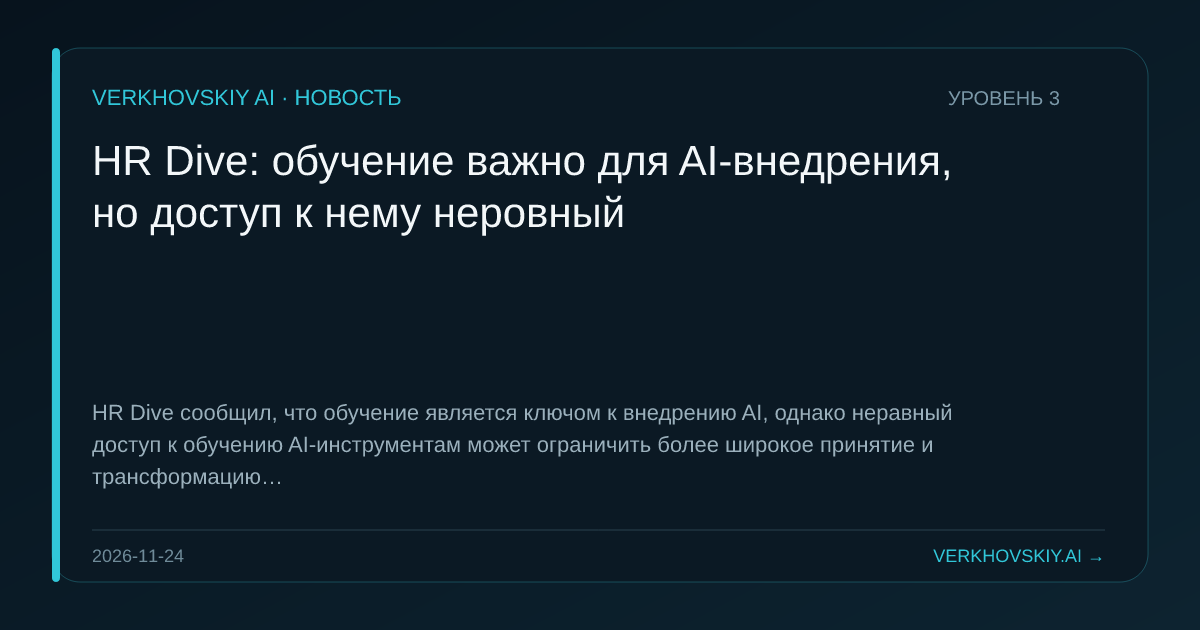 VERKHOVSKIY AI · НОВОСТЬ
УРОВЕНЬ 3
HR Dive: обучение важно для AI-внедрения,
но доступ к нему неровный
HR Dive сообщил, что обучение является ключом к внедрению AI, однако неравный
доступ к обучению AI-инструментам может ограничить более широкое принятие и
трансформацию…
2026-11-24
VERKHOVSKIY.AI →